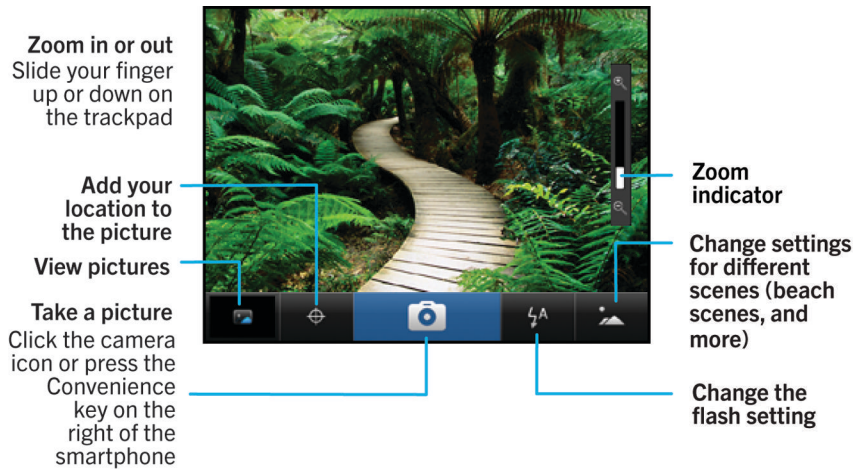 Zoom in or out
Slide your finger
up or down on
the trackpad
Add your
location to
the picture
View pictures
Take a picture
Click the camera
icon or press the
Convenience
key on the
right of the
smartphone
A
Zoom
indicator
Change settings
for different
scenes (beach
scenes, and
more)
Change the
flash setting